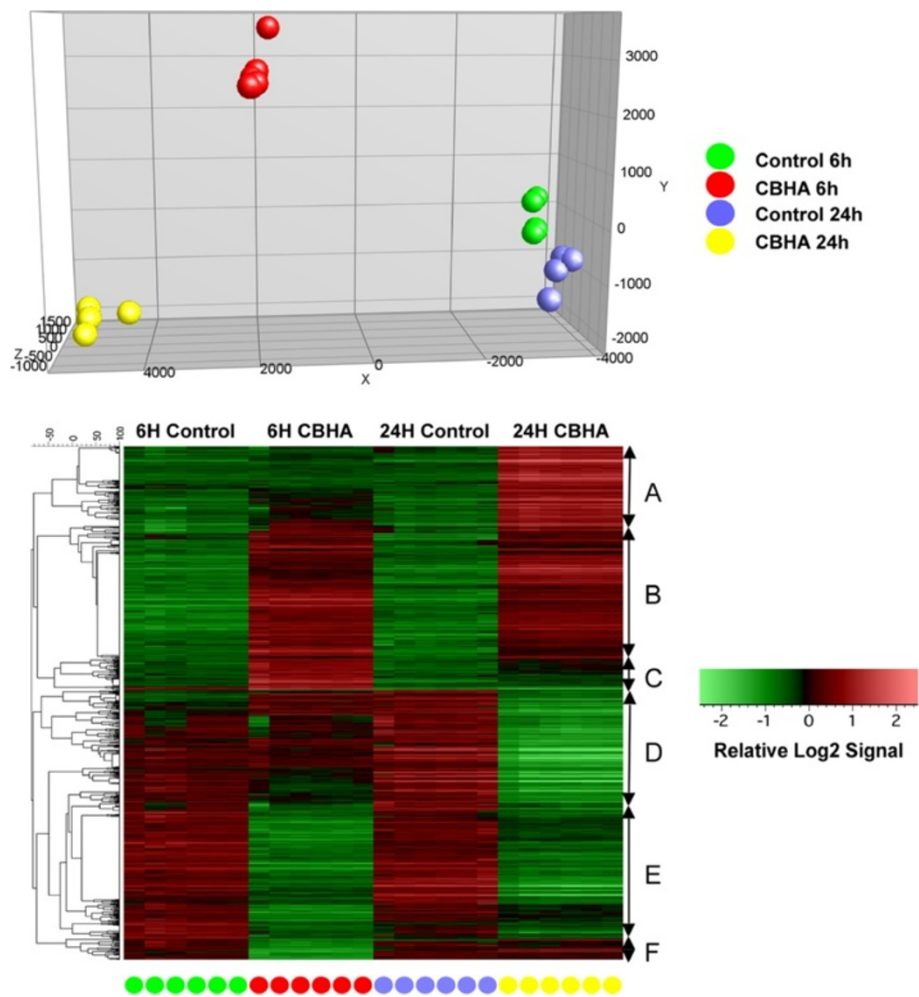 3000
2000
1000
Y
0
-1000
-2000
-4000
1500
1000
500
0
Z -500
-1000
4000
2000
0
-2000
X
Control 6h
CBHA 6h
Control 24h
CBHA 24h
-50
0
50
100
6H Control
6H CBHA
24H Control
24H CBHA
A
B
C
D
E
F
-2 -1 0 1 2
Relative Log2 Signal